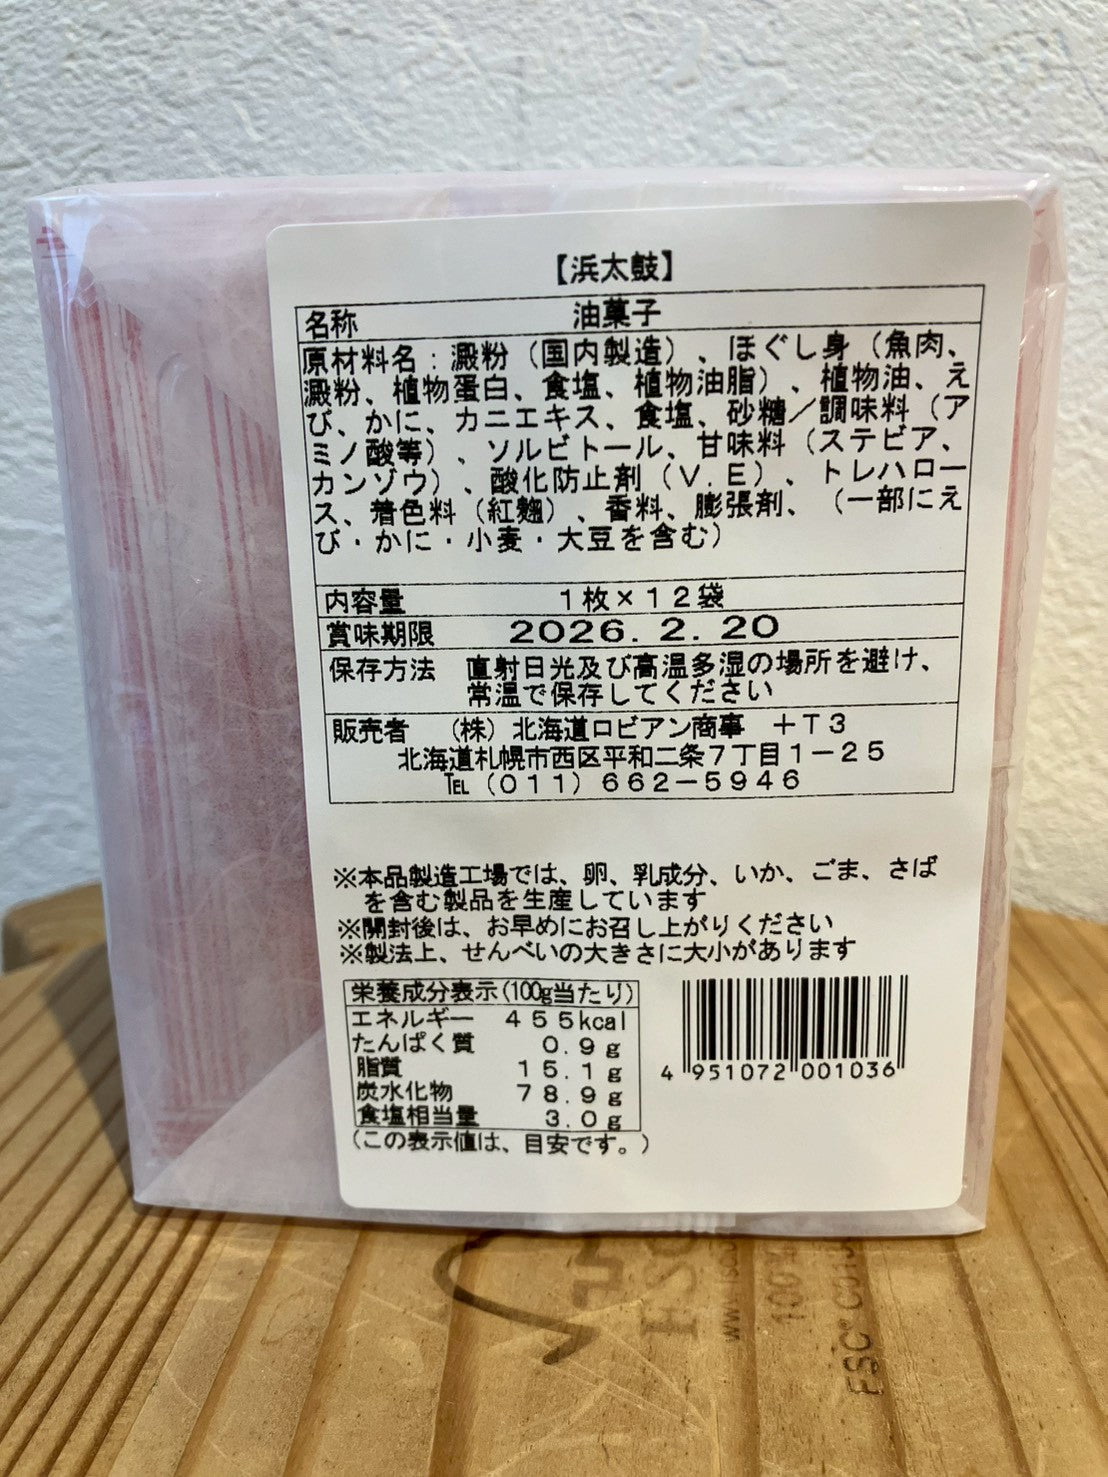 【浜太鼓】
名称 油菓子
原材料名：澱粉（国内製造）、ほぐし身（魚肉、
澱粉、植物蛋白、食塩、植物油脂）、植物油、え
び、かに、カニエキス、食塩、砂糖／調味料（ア
ミノ酸等）、ソルビトール、甘味料（ステビア、
カンゾウ）、酸化防止剤（V．E）、トレハロー
ス、着色料（紅麹）、香料、膨張剤、（一部にえ
び・かに・小麦・大豆を含む）
内容量 1枚×12袋
賞味期限 2026. 2. 20
保存方法 直射日光及び高温多湿の場所を避け、
常温で保存してください
販売者 （株）北海道ロビアン商事 ＋T3
北海道札幌市西区平和二条7丁目1－25
℡（011）662－5946
※本品製造工場では、卵、乳成分、いか、ごま、さば
を含む製品を生産しています
※開封後は、お早めにお召し上がりください
※製法上、せんべいの大きさに大小があります
栄養成分表示(100g当たり)
エネルギー 455kcal
たんぱく質 0.9g
脂質 15.1g
炭水化物 78.9g
食塩相当量 3.0g
（この表示値は、目安です。）
4 951072 001036
FSC
100%
FSC® C01